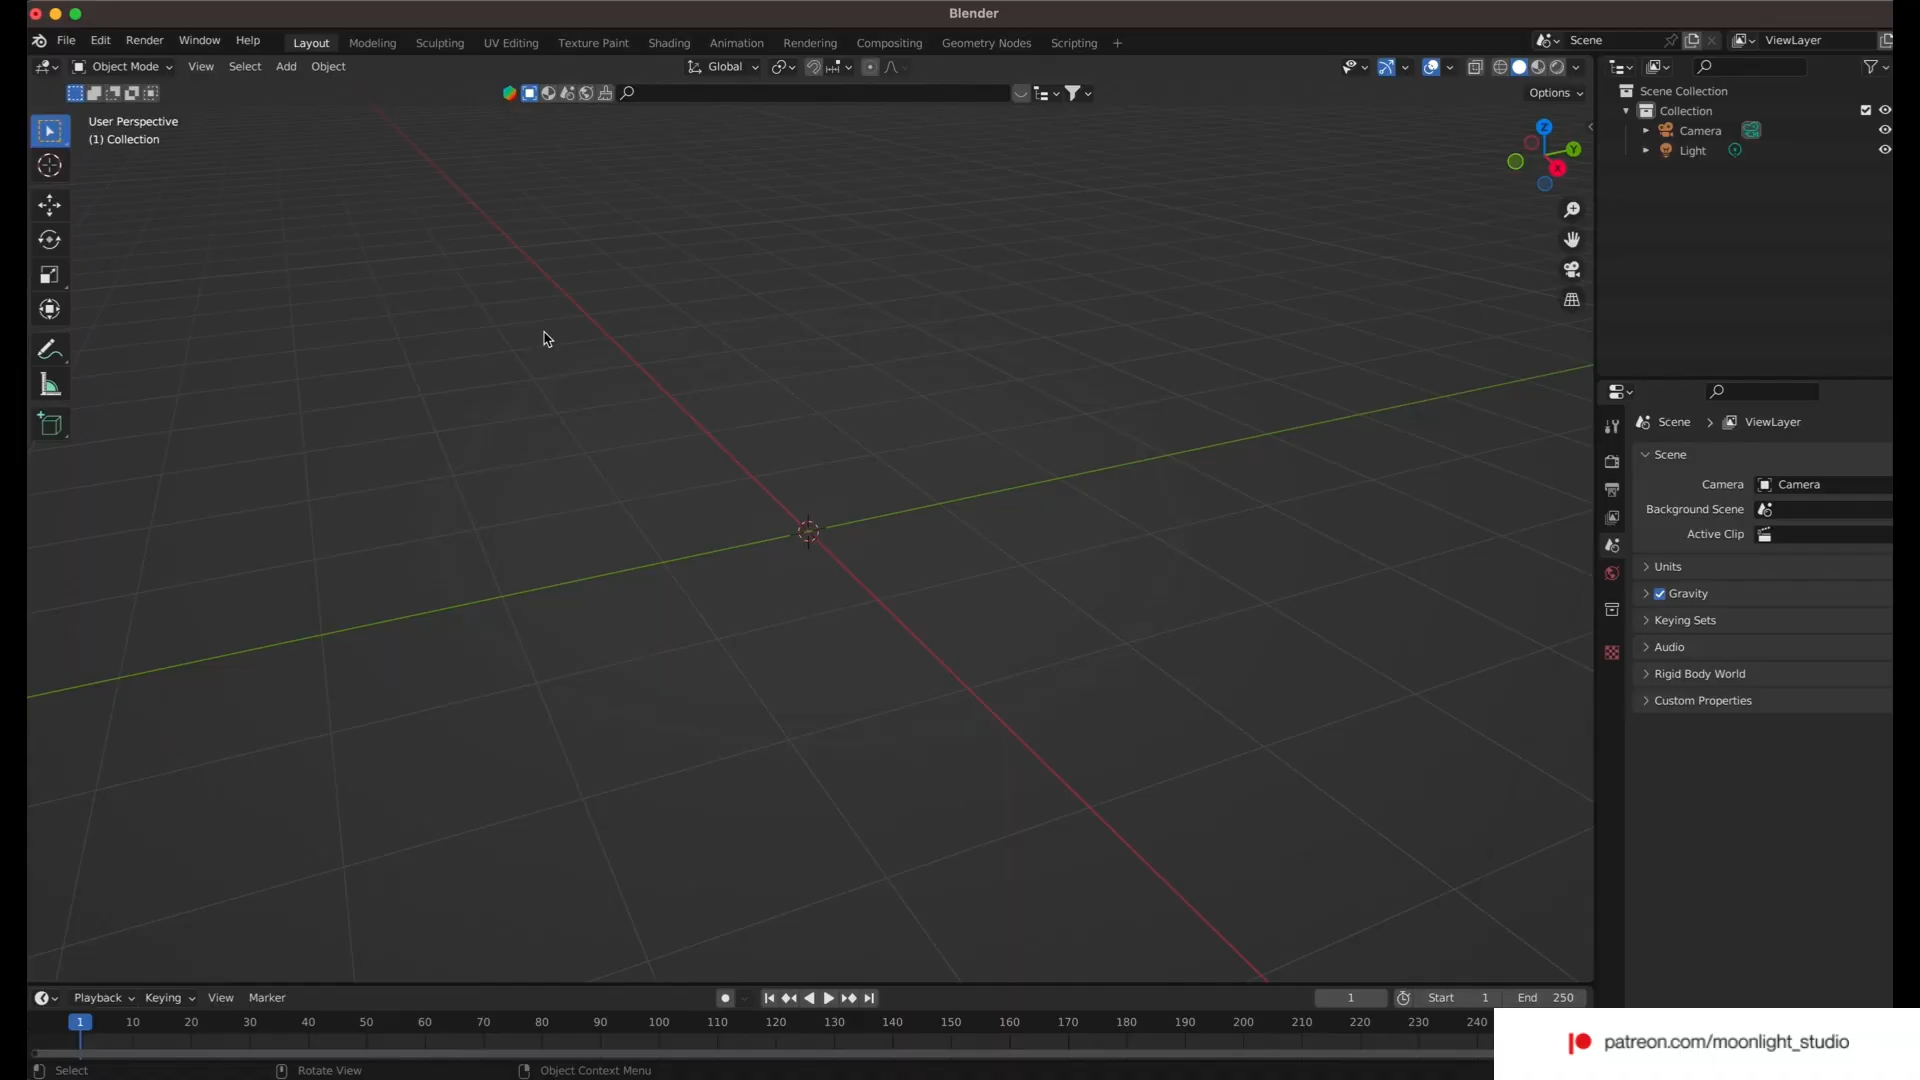 Blender
File Edit Render Window Help Layout Modeling Sculpting UV Editing Texture Paint Shading Animation Rendering Compositing Geometry Nodes Scripting + Scene ViewLayer
Object Mode View Select Add Object Global
Options
User Perspective
(1) Collection
Z
Y
X
Scene Collection
Collection
Camera
Light
Scene > ViewLayer
Scene
Camera Camera
Background Scene
Active Clip
Units
Gravity
Keying Sets
Audio
Rigid Body World
Custom Properties
Playback Keying View Marker 1 Start 1 End 250
1 10 20 30 40 50 60 70 80 90 100 110 120 130 140 150 160 170 180 190 200 210 220 230 240
patreon.com/moonlight_studio
Select Rotate View Object Context Menu